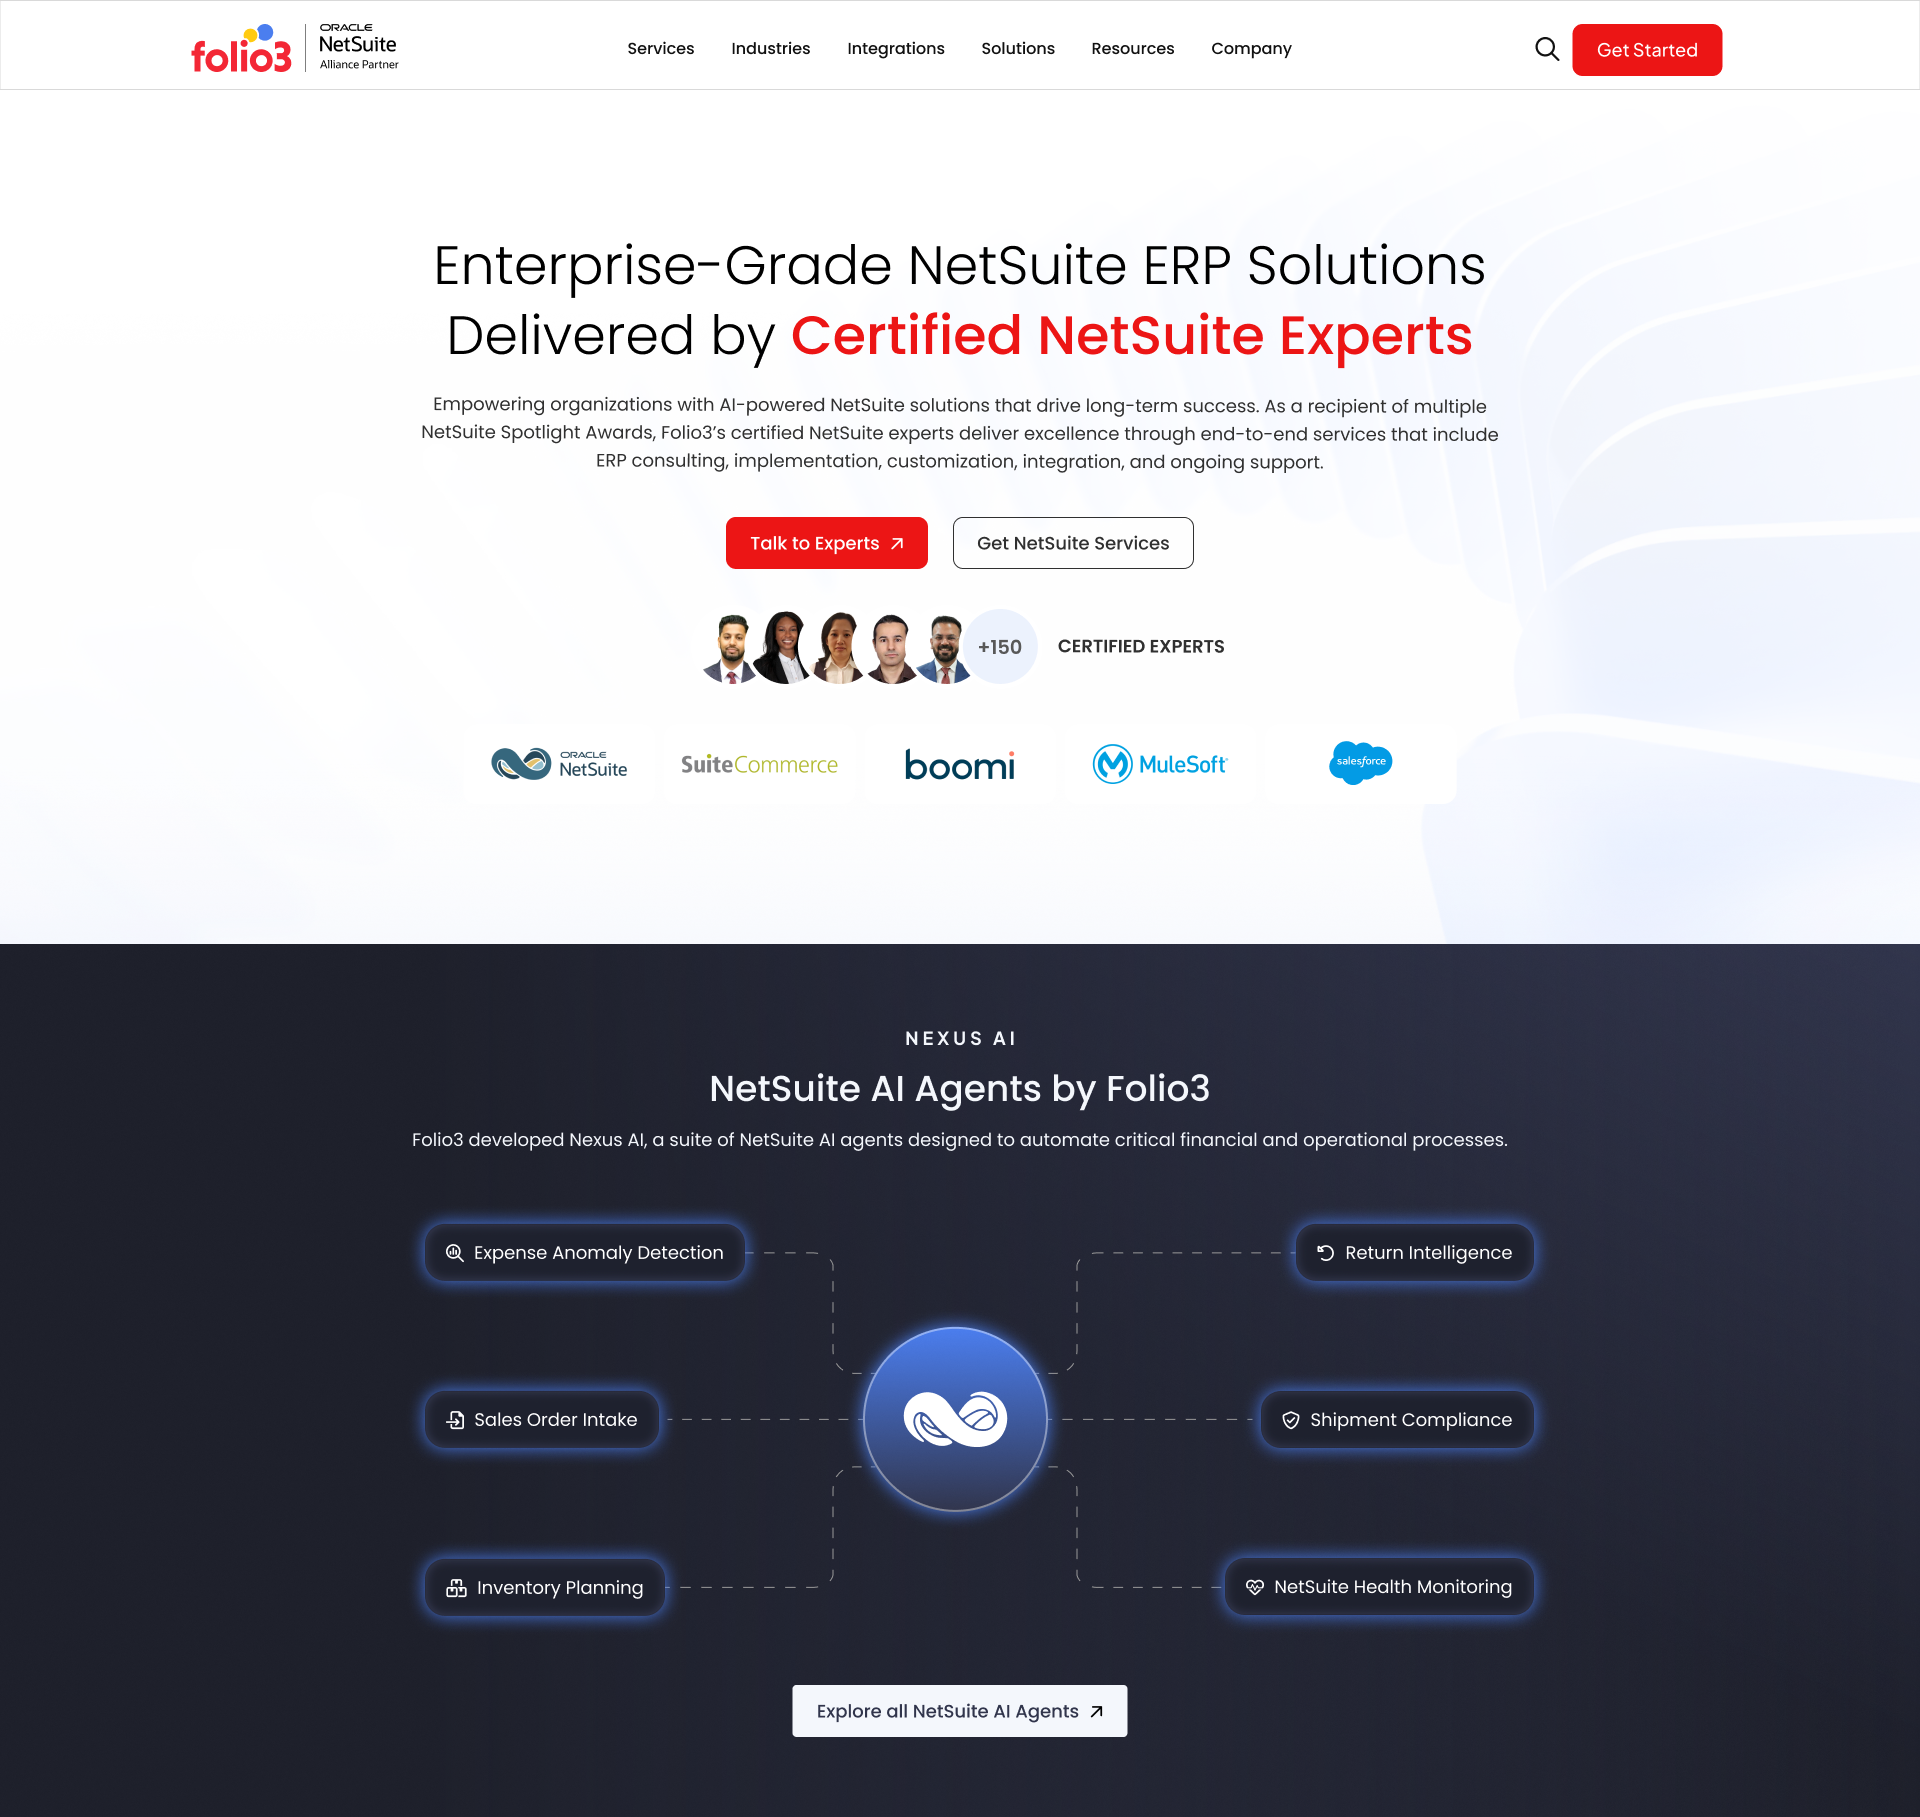 folio3
ORACLE
NetSuite
Alliance Partner
Services
Industries
Integrations
Solutions
Resources
Company
Get Started
Enterprise-Grade NetSuite ERP Solutions
Delivered by Certified NetSuite Experts
Empowering organizations with AI-powered NetSuite solutions that drive long-term success. As a recipient of multiple
NetSuite Spotlight Awards, Folio3's certified NetSuite experts deliver excellence through end-to-end services that include
ERP consulting, implementation, customization, integration, and ongoing support.
Talk to Experts
Get NetSuite Services
+150
CERTIFIED EXPERTS
ORACLE
NetSuite
SuiteCommerce
boomi
MuleSoft
salesforce
NEXUS AI
NetSuite AI Agents by Folio3
Folio3 developed Nexus AI, a suite of NetSuite AI agents designed to automate critical financial and operational processes.
Expense Anomaly Detection
Return Intelligence
Sales Order Intake
Shipment Compliance
Inventory Planning
NetSuite Health Monitoring
Explore all NetSuite AI Agents